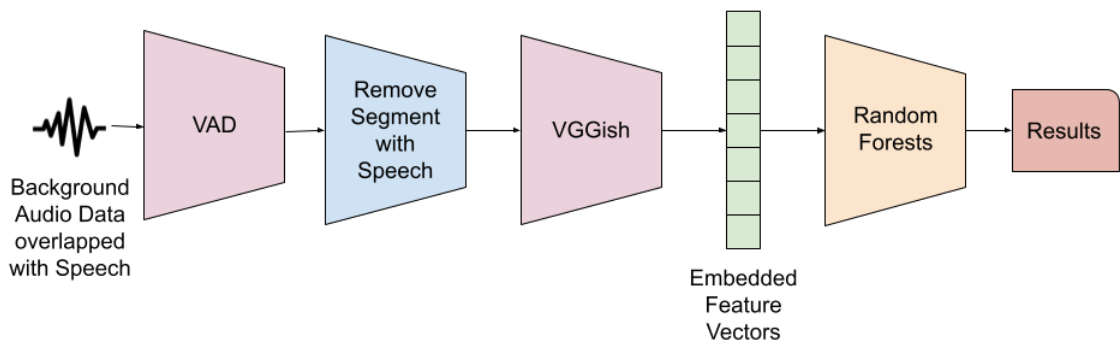 Background
Audio Data
overlapped
with Speech
VAD
Remove
Segment
with
Speech
VGGish
Embedded
Feature
Vectors
Random
Forests
Results